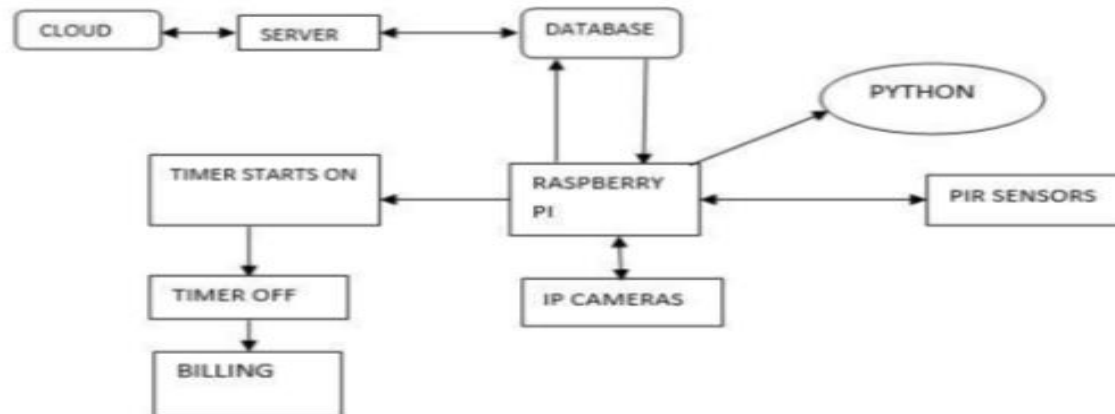 CLOUD
SERVER
DATABASE
PYTHON
TIMER STARTS ON
RASPBERRY
PI
PIR SENSORS
TIMER OFF
IP CAMERAS
BILLING